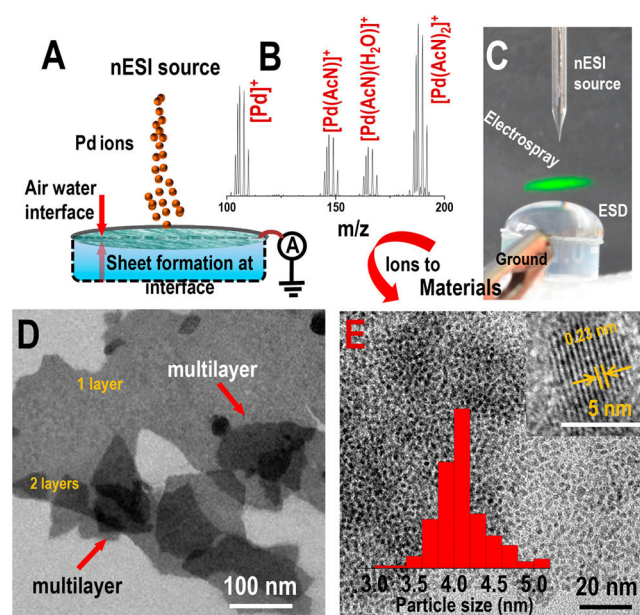 A
nESI source
Pd ions
Air water
interface
Sheet formation at
interface
A
B
[Pd]⁺
[Pd(AcN)]⁺
[Pd(AcN)(H₂O)]⁺
[Pd(AcN)₂]⁺
100
150
200
m/z
Ions to
Materials
C
nESI
source
Electrospray
ESD
Ground
D
1 layer
multilayer
2 layers
multilayer
100 nm
E
0.23 nm
5 nm
3.0 3.5 4.0 4.5 5.0
Particle size (nm)
20 nm